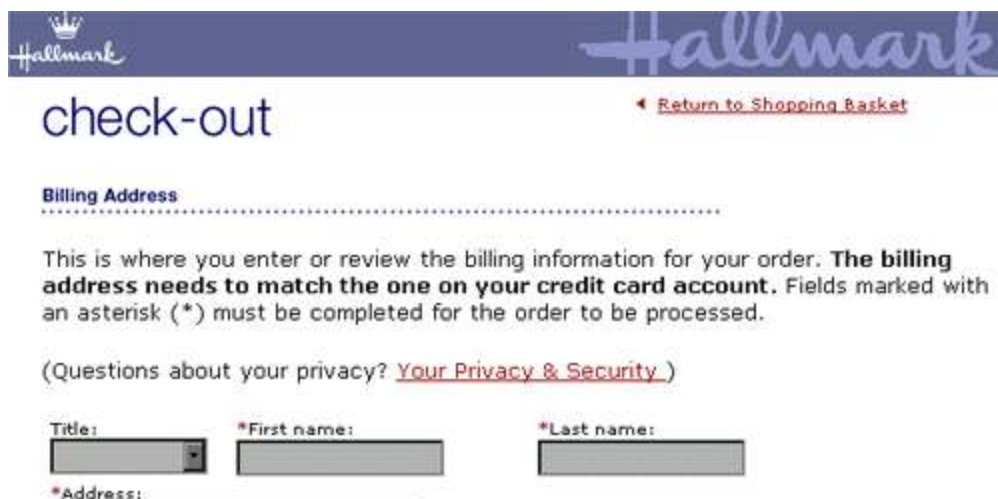 Hallmark Hallmark
check-out ◄ Return to Shopping Basket
Billing Address
This is where you enter or review the billing information for your order. The billing
address needs to match the one on your credit card account. Fields marked with
an asterisk (*) must be completed for the order to be processed.
(Questions about your privacy? Your Privacy & Security )
Title: *First name: *Last name:
*Address: